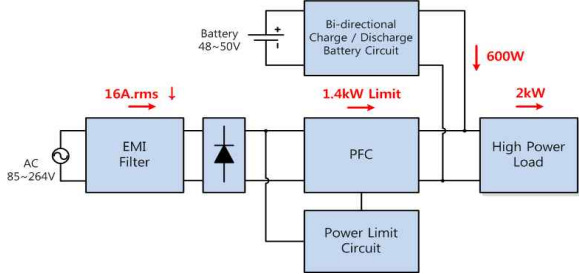 Battery
48~50V
+
-
Bi-directional
Charge / Discharge
Battery Circuit
600W
16A.rms ↓
1.4kW Limit
2kW
AC
85~264V
EMI
Filter
PFC
High Power
Load
Power Limit
Circuit